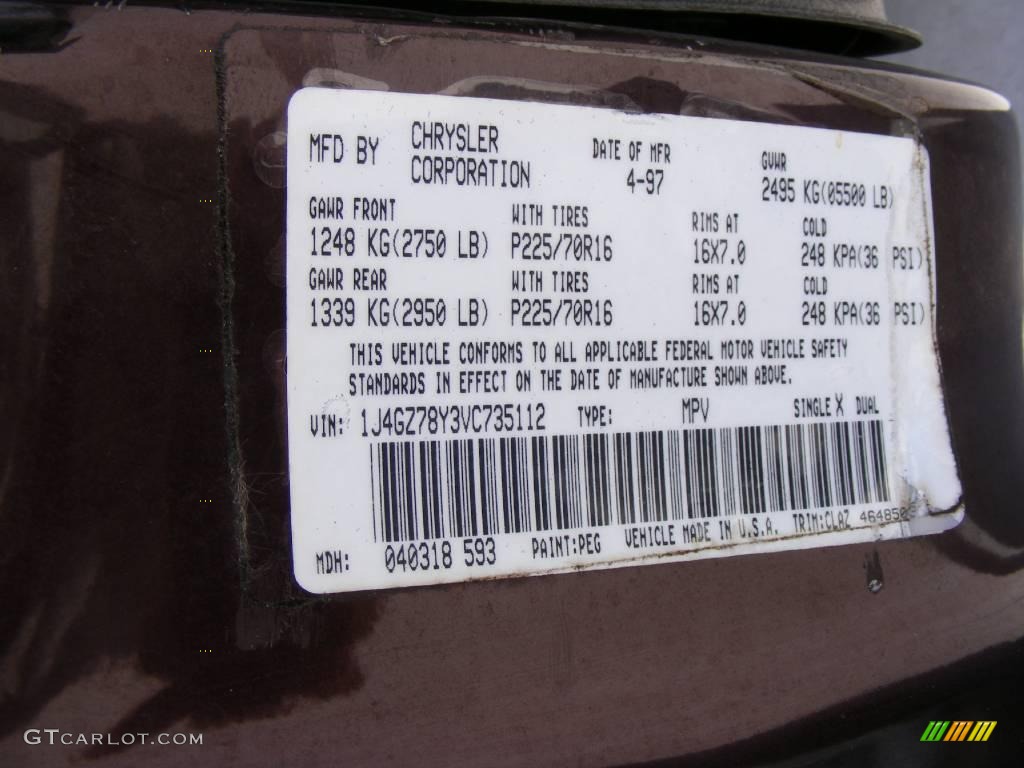 MFD BY CHRYSLER CORPORATION DATE OF MFR 4-97 GVWR 2495 KG(05500 LB)
GAWR FRONT WITH TIRES RIMS AT COLD
1248 KG(2750 LB) P225/70R16 16X7.0 248 KPA(36 PSI)
GAWR REAR WITH TIRES RIMS AT COLD
1339 KG(2950 LB) P225/70R16 16X7.0 248 KPA(36 PSI)
THIS VEHICLE CONFORMS TO ALL APPLICABLE FEDERAL MOTOR VEHICLE SAFETY
STANDARDS IN EFFECT ON THE DATE OF MANUFACTURE SHOWN ABOVE.
VIN: 1J4GZ78Y3VC735112 TYPE: MPV SINGLE X DUAL
MDH: 040318 593 PAINT:PEG VEHICLE MADE IN U.S.A. TRIM:CLAZ
GTCARLOT.COM